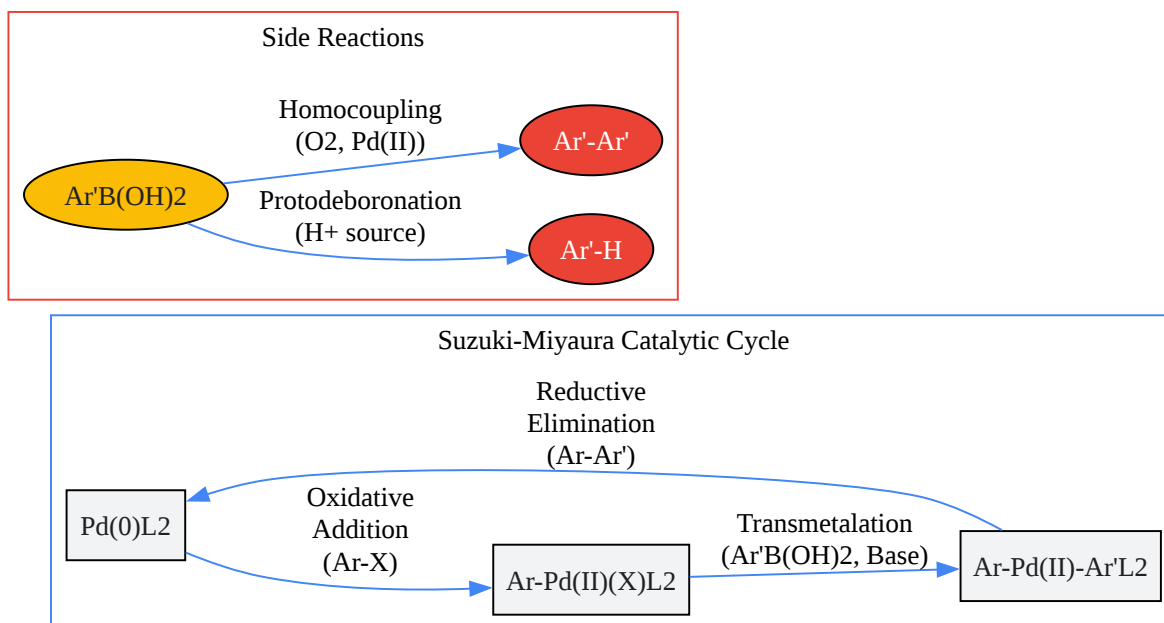 Side Reactions
Homocoupling
(O2, Pd(II))
Ar'-Ar'
Ar'B(OH)2
Protodeboronation
(H+ source)
Ar'-H
Suzuki-Miyaura Catalytic Cycle
Reductive
Elimination
(Ar-Ar')
Pd(0)L2
Oxidative
Addition
(Ar-X)
Ar-Pd(II)(X)L2
Transmetalation
(Ar'B(OH)2, Base)
Ar-Pd(II)-Ar'L2